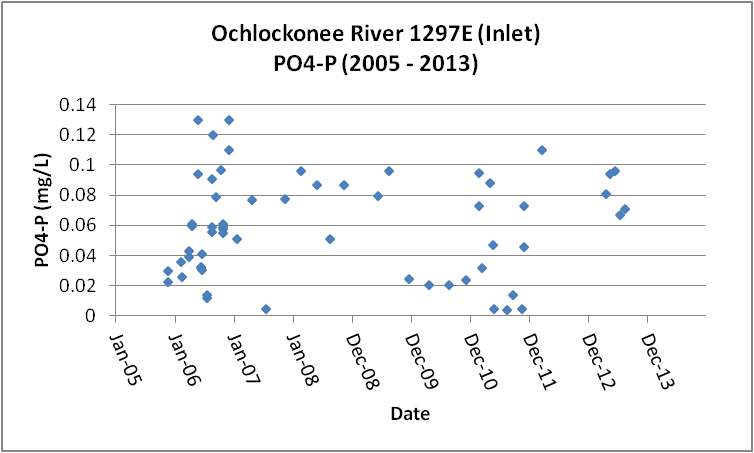 Ochlockonee River 1297E (Inlet)
PO4-P (2005 - 2013)
PO4-P (mg/L)
0.14
0.12
0.1
0.08
0.06
0.04
0.02
0
Jan-05
Jan-06
Jan-07
Jan-08
Dec-08
Dec-09
Dec-10
Dec-11
Dec-12
Dec-13
Date